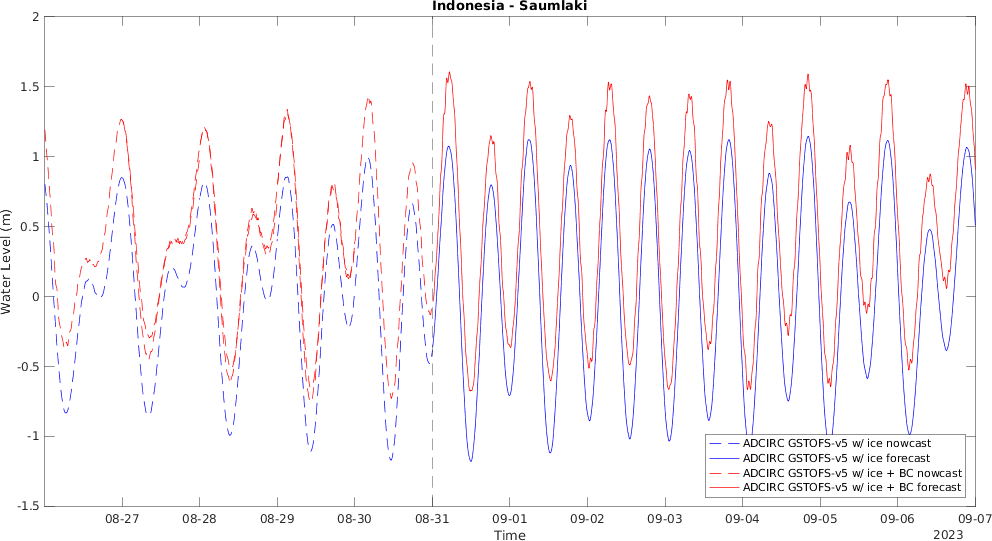 Indonesia - Saumlaki
2
1.5
1
0.5
0
-0.5
-1
-1.5
Water Level (m)
ADCIRC GSTOFS-v5 w/ ice nowcast
ADCIRC GSTOFS-v5 w/ ice forecast
ADCIRC GSTOFS-v5 w/ ice + BC nowcast
ADCIRC GSTOFS-v5 w/ ice + BC forecast
08-27 08-28 08-29 08-30 08-31 09-01 09-02 09-03 09-04 09-05 09-06 09-07
Time
2023